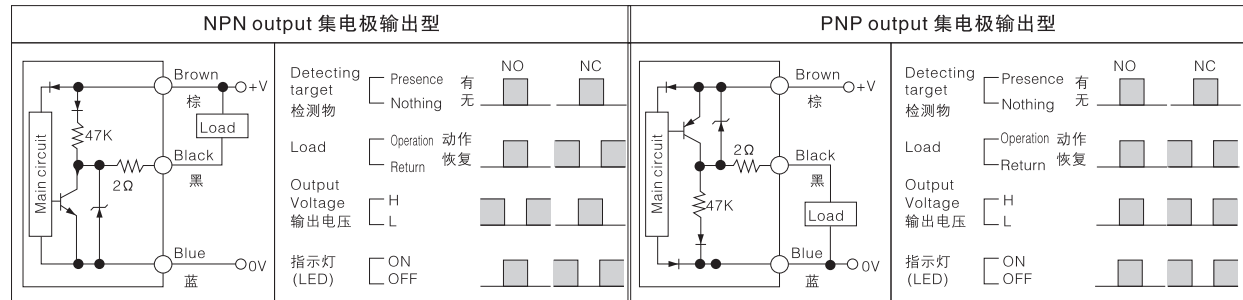 NPN output 集电极输出型
Main circuit
47K
2Ω
Brown
棕
+V
Load
Black
黑
Blue
蓝
0V
NO NC
Detecting target 检测物
Presence 有
Nothing 无
Load
Operation 动作
Return 恢复
Output Voltage 输出电压
H
L
指示灯 (LED)
ON
OFF
PNP output 集电极输出型
Main circuit
2Ω
47K
Brown
棕
+V
Black
黑
Load
Blue
蓝
0V
NO NC
Detecting target 检测物
Presence 有
Nothing 无
Load
Operation 动作
Return 恢复
Output Voltage 输出电压
H
L
指示灯 (LED)
ON
OFF